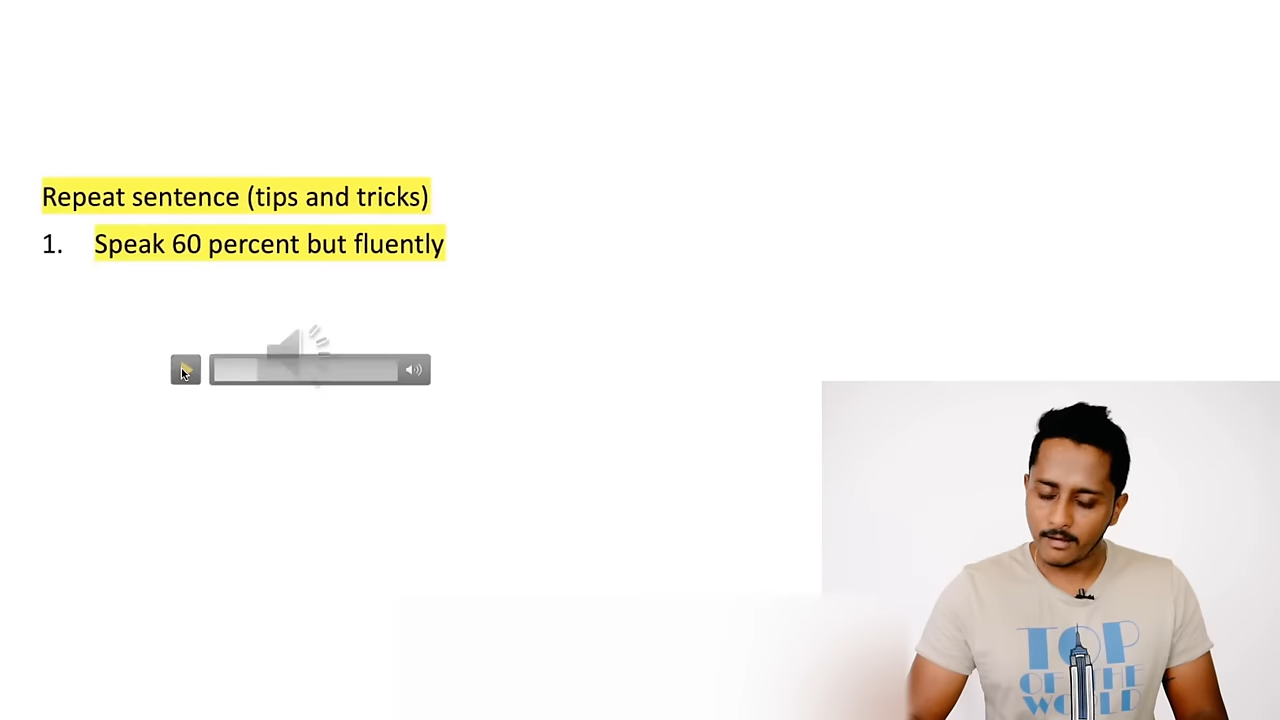 Repeat sentence (tips and tricks)
1. Speak 60 percent but fluently
TOP
OF THE
WORLD